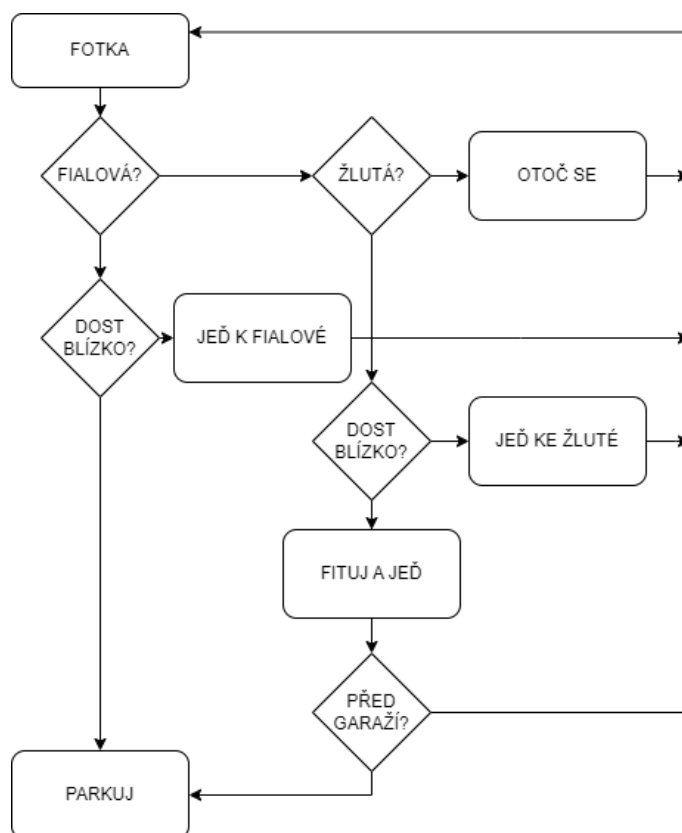 FOTKA
FIALOVÁ?
ŽLUTÁ?
OTOČ SE
DOST
BLÍZKO?
JEĎ K FIALOVÉ
DOST
BLÍZKO?
JEĎ KE ŽLUTÉ
FITUJ A JEĎ
PŘED
GARAŽÍ?
PARKUJ